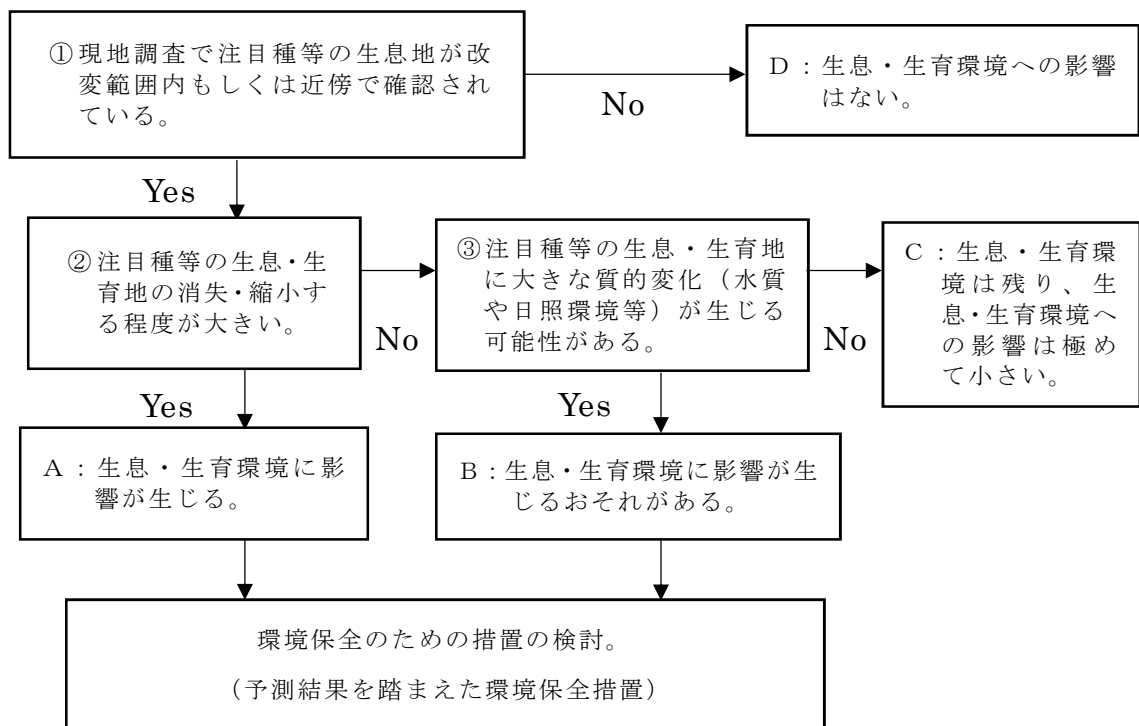 ①現地調査で注目種等の生息地が改
変範囲内もしくは近傍で確認され
ている。
No
D：生息・生育環境への影響
はない。
Yes
②注目種等の生息・生
育地の消失・縮小す
る程度が大きい。
No
③注目種等の生息・生育地
に大きな質的変化（水質
や日照環境等）が生じる
可能性がある。
No
C：生息・生育環
境は残り、生
息・生育環境へ
の影響は極め
て小さい。
Yes
Yes
A：生息・生育環境に影
響が生じる。
B：生息・生育環境に影響が生
じるおそれがある。
環境保全のための措置の検討。
（予測結果を踏まえた環境保全措置）